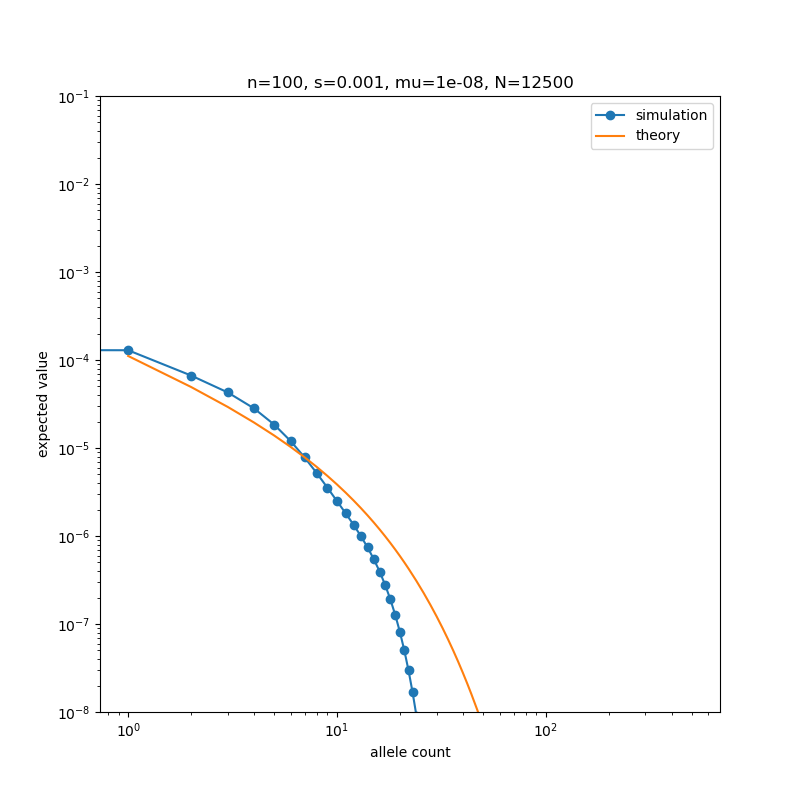 n=100, s=0.001, mu=1e-08, N=12500
simulation
theory
10⁻¹
10⁻²
10⁻³
10⁻⁴
10⁻⁵
10⁻⁶
10⁻⁷
10⁻⁸
expected value
10⁰ 10¹ 10²
allele count